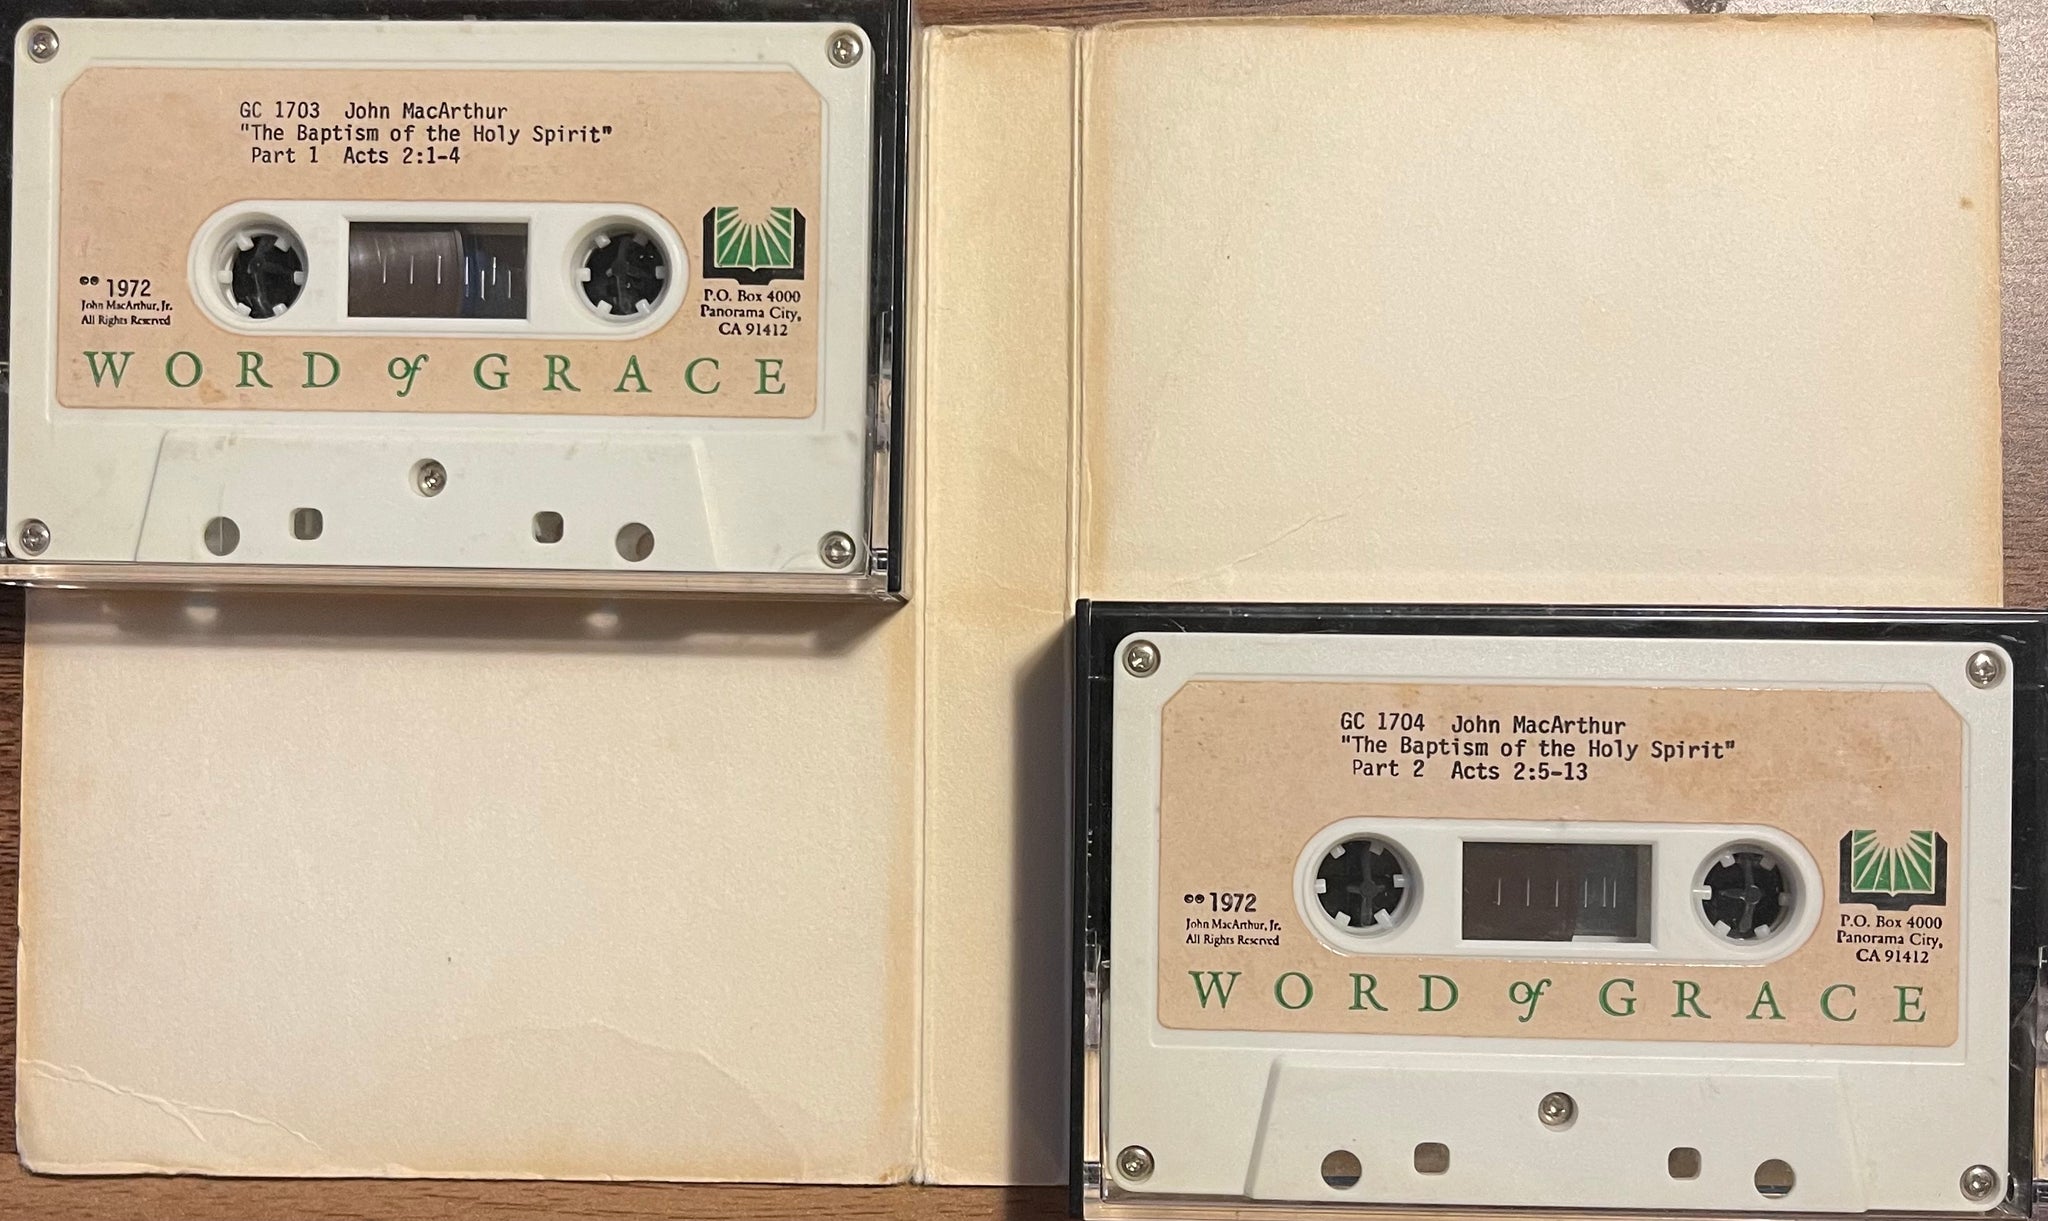 GC 1703 John MacArthur
"The Baptism of the Holy Spirit"
Part 1 Acts 2:1-4
©℗ 1972
John MacArthur, Jr.
All Rights Reserved
P.O. Box 4000
Panorama City,
CA 91412
WORD of GRACE
GC 1704 John MacArthur
"The Baptism of the Holy Spirit"
Part 2 Acts 2:5-13
©℗ 1972
John MacArthur, Jr.
All Rights Reserved
P.O. Box 4000
Panorama City,
CA 91412
WORD of GRACE